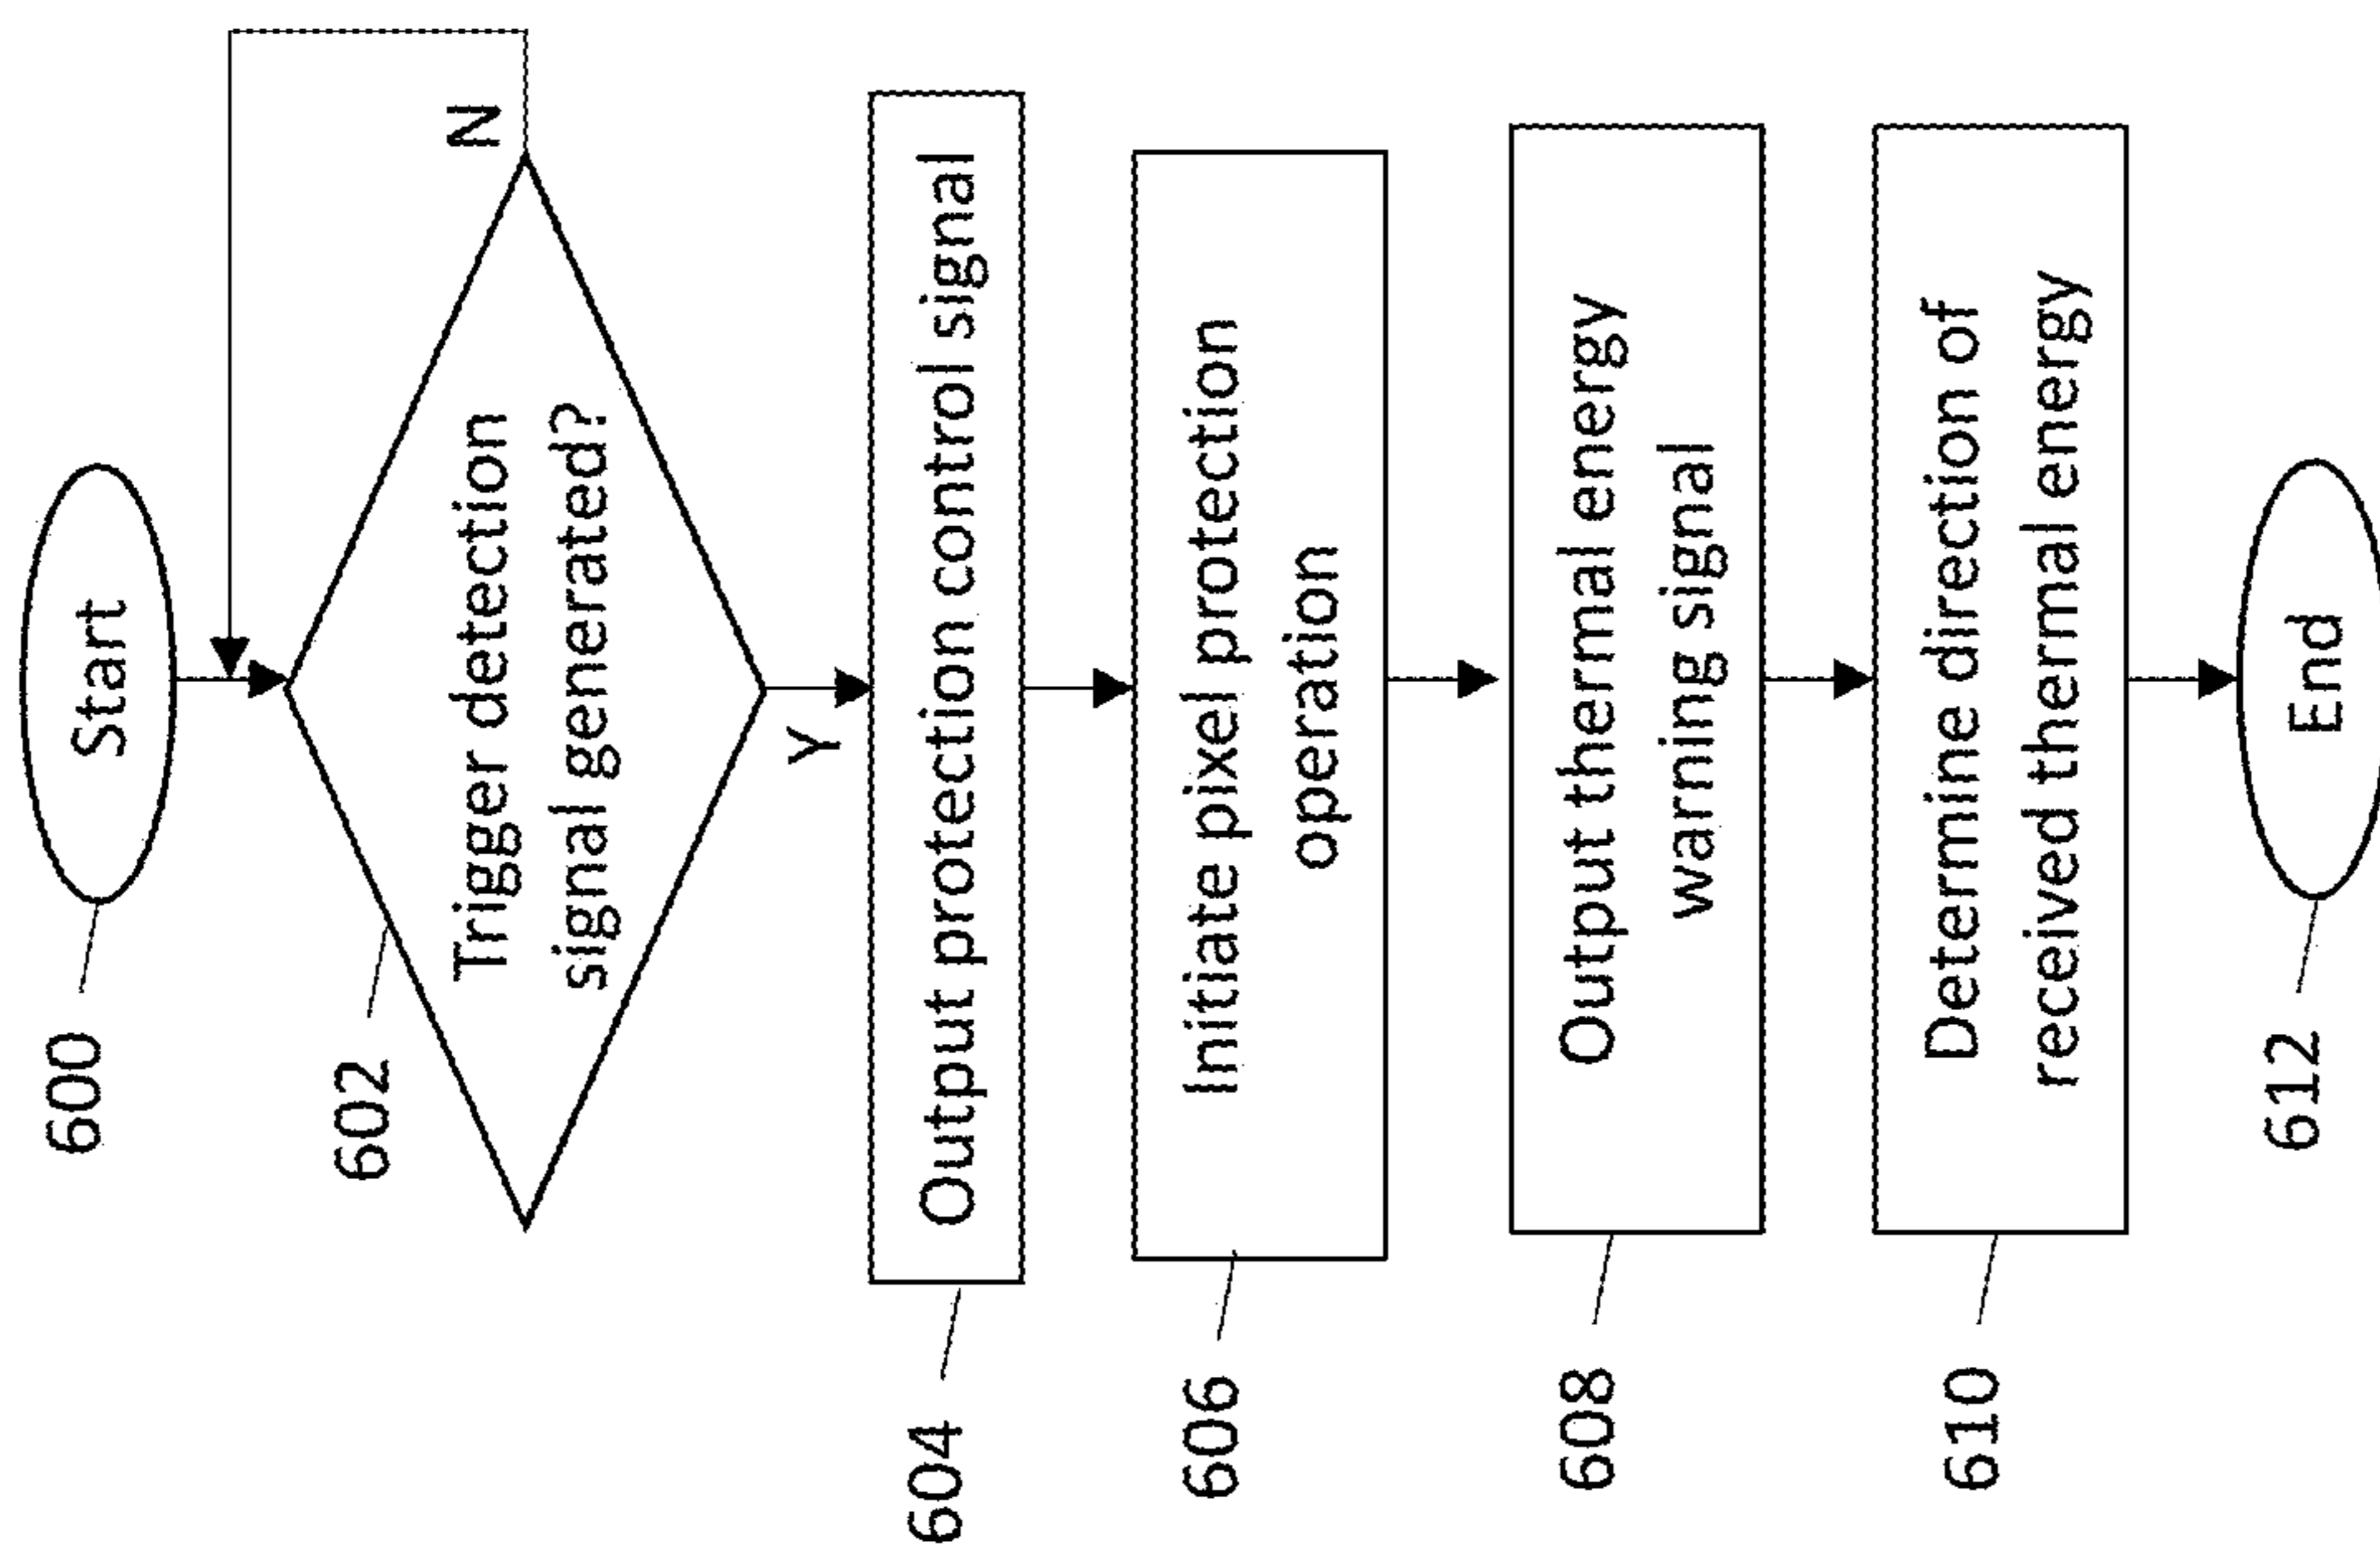 600
Start
602
Trigger detection
signal generated?
N
Y
604
Output protection control signal
606
Initiate pixel protection
operation
608
Output thermal energy
warning signal
610
Determine direction of
received thermal energy
612
End